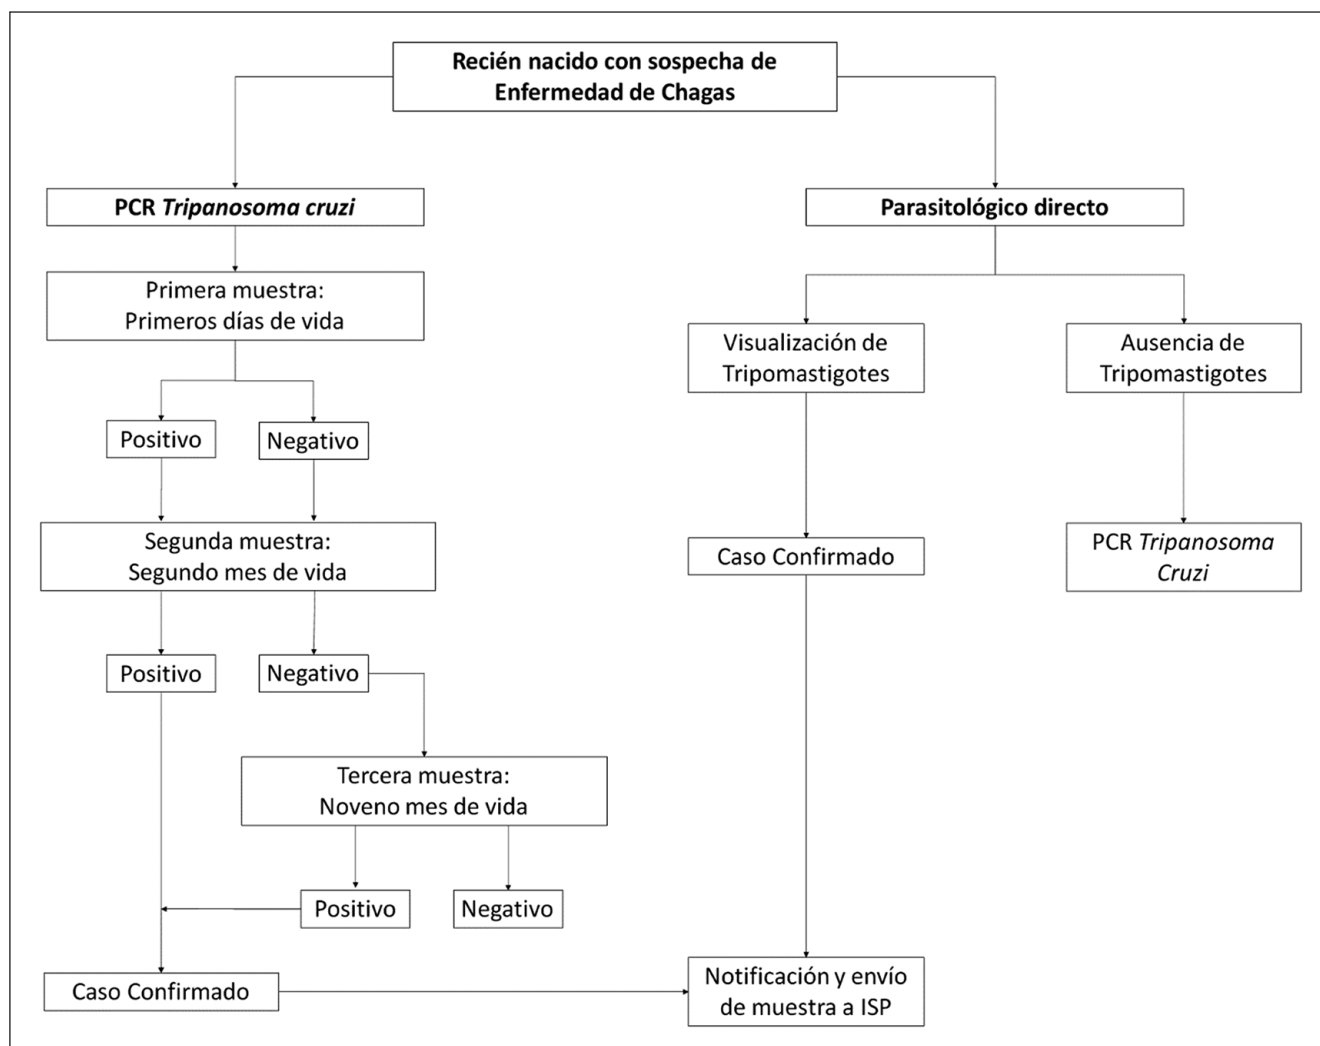 Recién nacido con sospecha de
Enfermedad de Chagas
PCR Tripanosoma cruzi
Parasitológico directo
Primera muestra:
Primeros días de vida
Visualización de
Tripomastigotes
Ausencia de
Tripomastigotes
Positivo
Negativo
Segunda muestra:
Segundo mes de vida
Caso Confirmado
PCR Tripanosoma
Cruzi
Positivo
Negativo
Tercera muestra:
Noveno mes de vida
Positivo
Negativo
Caso Confirmado
Notificación y envío
de muestra a ISP